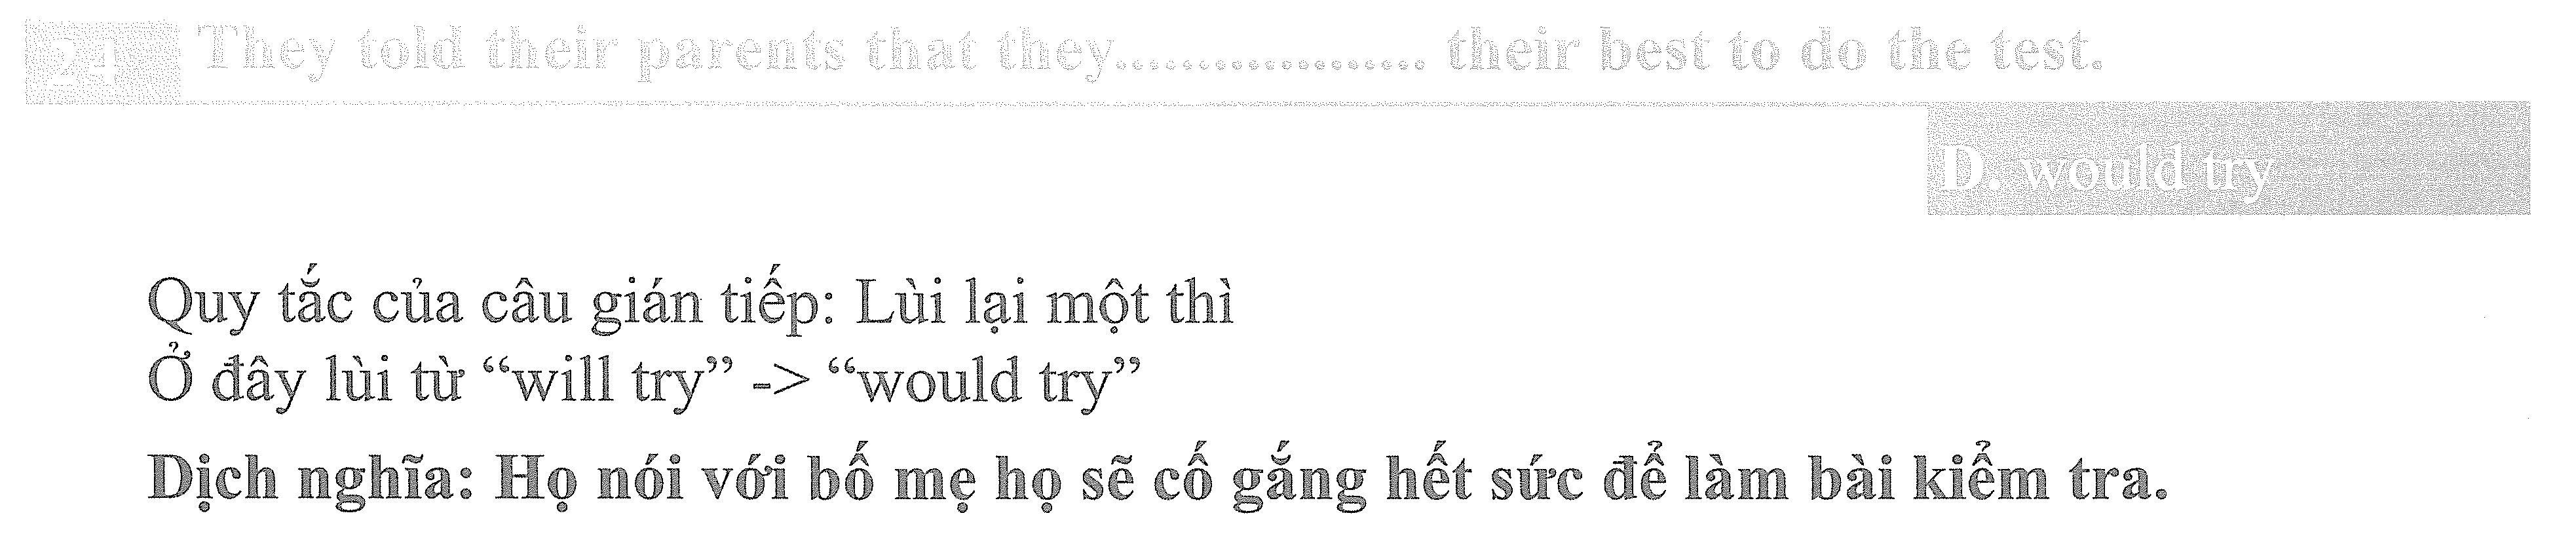 24 They told their parents that they................... their best to do the test.
D. would try
Quy tắc của câu gián tiếp: Lùi lại một thì
Ở đây lùi từ “will try” -> “would try”
Dịch nghĩa: Họ nói với bố mẹ họ sẽ cố gắng hết sức để làm bài kiểm tra.